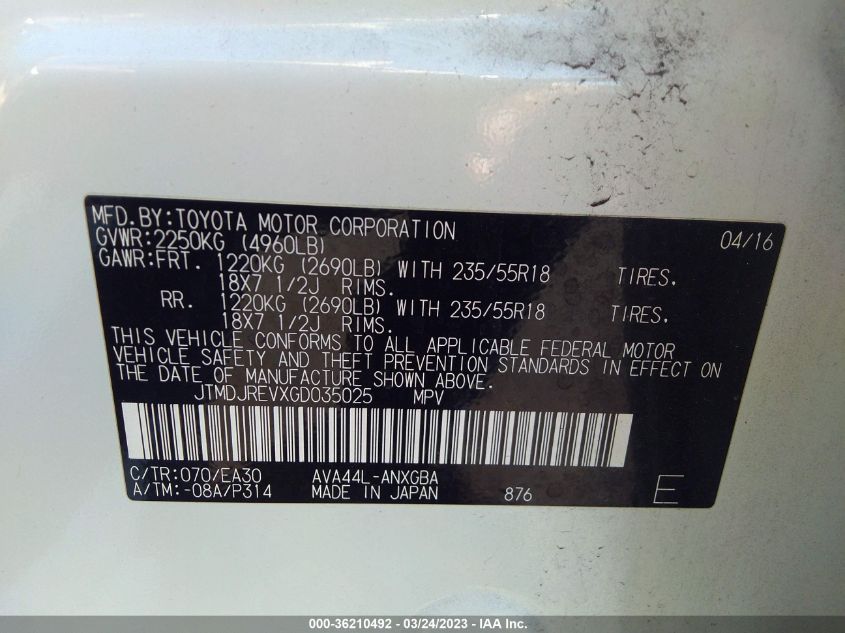 MFD.BY:TOYOTA MOTOR CORPORATION 04/16
GVWR:2250KG (4960LB)
GAWR:FRT. 1220KG (2690LB) WITH 235/55R18 TIRES.
18X7 1/2J RIMS.
RR. 1220KG (2690LB) WITH 235/55R18 TIRES.
18X7 1/2J RIMS.
THIS VEHICLE CONFORMS TO ALL APPLICABLE FEDERAL MOTOR
VEHICLE SAFETY AND THEFT PREVENTION STANDARDS IN EFFECT ON
THE DATE OF MANUFACTURE SHOWN ABOVE.
JTMDJREVXGD035025 MPV
C/TR:070/EA30 AVA44L-ANXGBA
A/TM:-08A/P314 MADE IN JAPAN 876 E
000-36210492 - 03/24/2023 - IAA Inc.